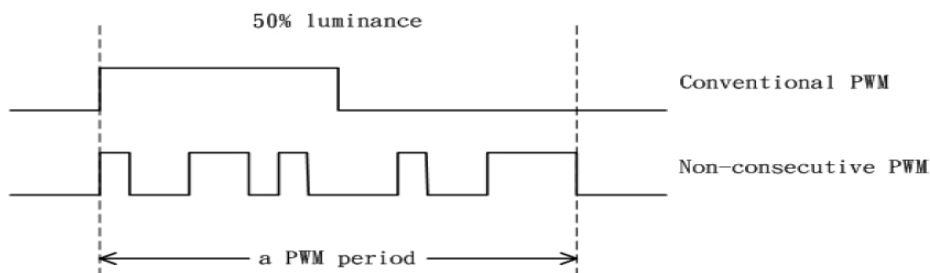 50% luminance
Conventional PWM
Non-consecutive PWM
a PWM period